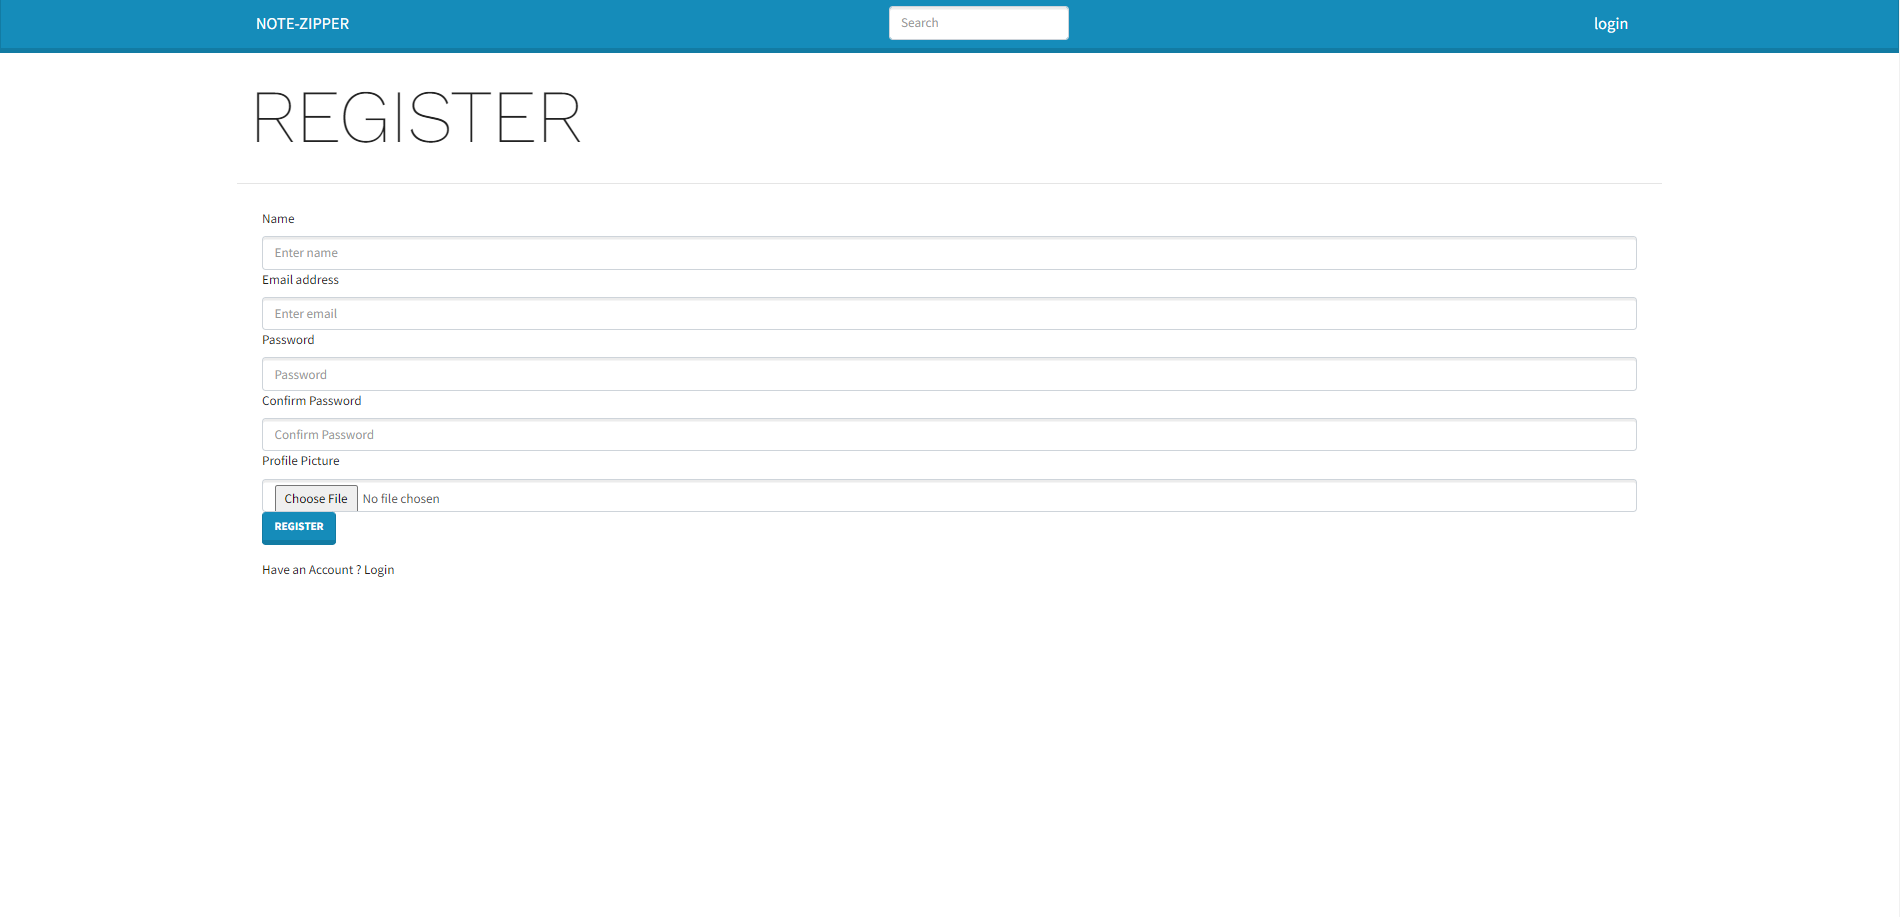 NOTE-ZIPPER
Search
login
REGISTER
Name
Enter name
Email address
Enter email
Password
Password
Confirm Password
Confirm Password
Profile Picture
Choose File No file chosen
REGISTER
Have an Account ? Login